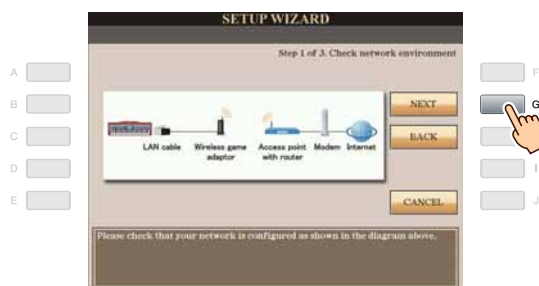 SETUP WIZARD
Step 1 of 3. Check network environment
A
F
B
NEXT
G
LAN cable
Wireless game adaptor
Access point with router
Modem
Internet
C
BACK
D
I
E
CANCEL
J
Please check that your network is configured as shown in the diagram above.